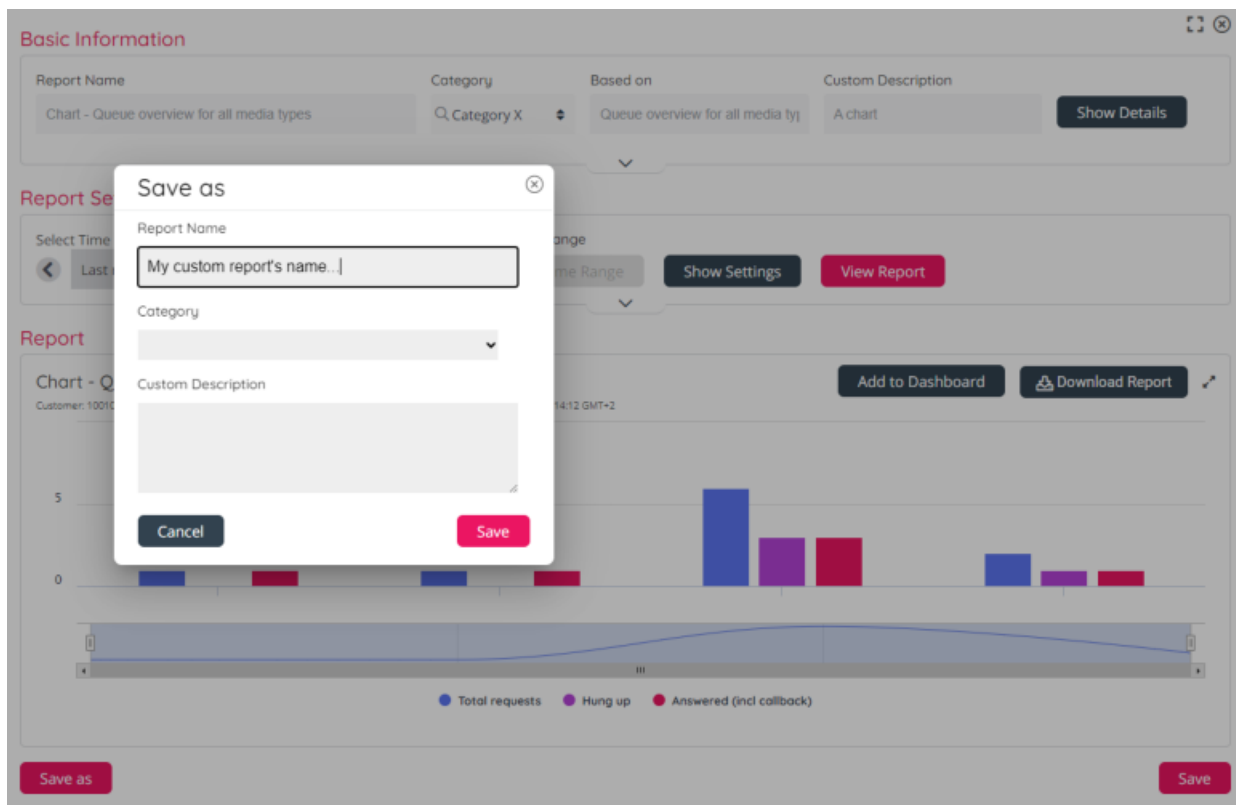 Basic Information
Report Name Category Based on Custom Description
Chart - Queue overview for all media types Category X Queue overview for all media typ A chart Show Details
Save as
Report Se
Report Name
Select Time ange
My custom report's name...
Last me Range Show Settings View Report
Category
Report
Chart - Q Custom Description Add to Dashboard Download Report
Customer: 1001 14:12 GMT+2
5
Cancel Save
0
Total requests Hung up Answered (incl callback)
Save as Save